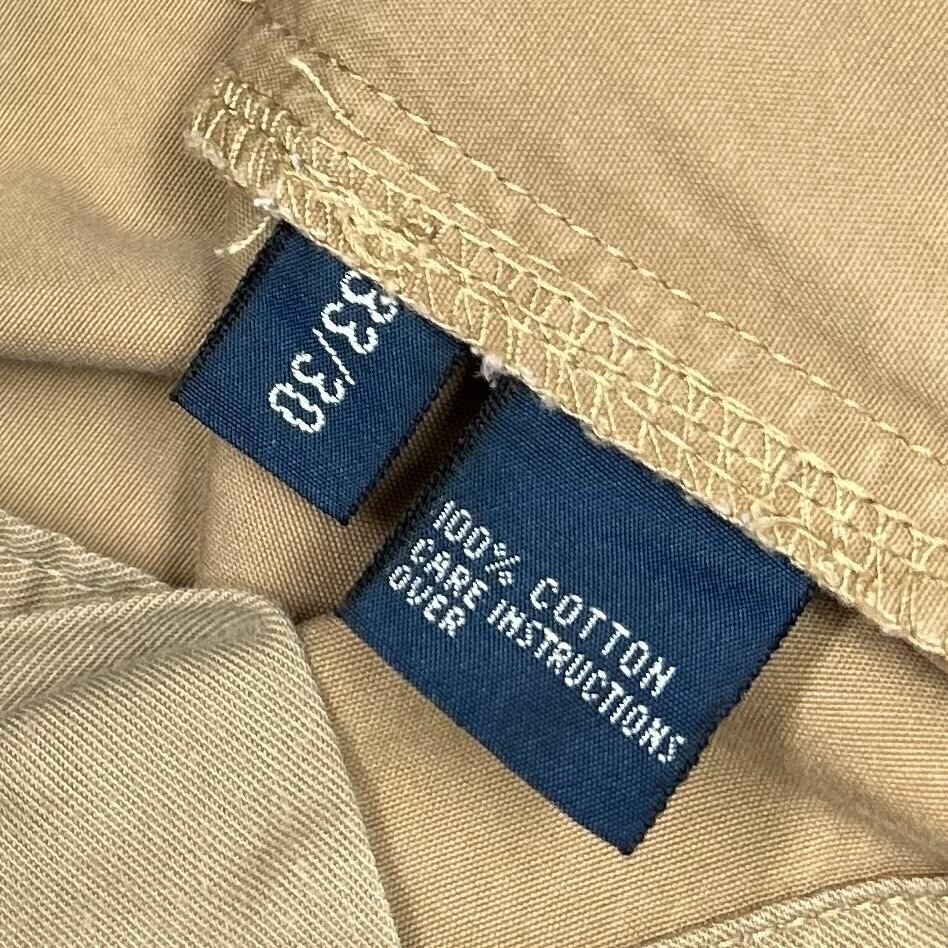 33/30
100% COTTON
CARE INSTRUCTIONS
OVER